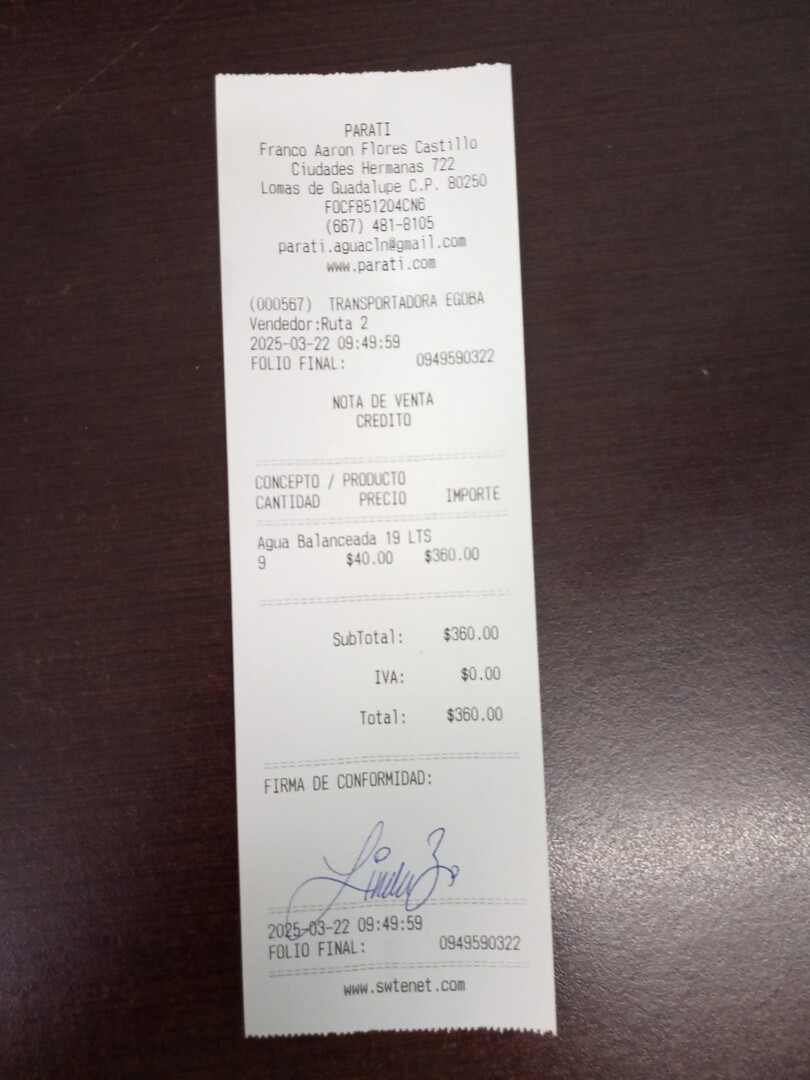 PARATI
Franco Aaron Flores Castillo
Ciudades Hermanas 722
Lomas de Guadalupe C.P. 80250
FOCF851204CN6
(667) 481-8105
parati.aguacln@gmail.com
www.parati.com
(000567) TRANSPORTADORA EGOBA
Vendedor:Ruta 2
2025-03-22 09:49:59
FOLIO FINAL: 0949590322
NOTA DE VENTA
CREDITO
CONCEPTO / PRODUCTO
CANTIDAD PRECIO IMPORTE
Agua Balanceada 19 LTS
9 $40.00 $360.00
SubTotal: $360.00
IVA: $0.00
Total: $360.00
FIRMA DE CONFORMIDAD:
2025-03-22 09:49:59
FOLIO FINAL: 0949590322
www.swtenet.com